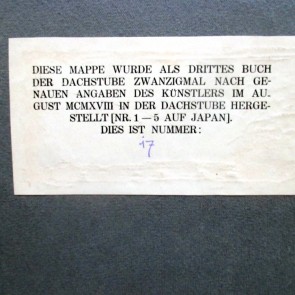 DIESE MAPPE WURDE ALS DRITTES BUCH
DER DACHSTUBE ZWANZIGMAL NACH GE-
NAUEN ANGABEN DES KÜNSTLERS IM AU-
GUST MCMXVIII IN DER DACHSTUBE HERGE-
STELLT [NR. 1—5 AUF JAPAN].
DIES IST NUMMER:
17